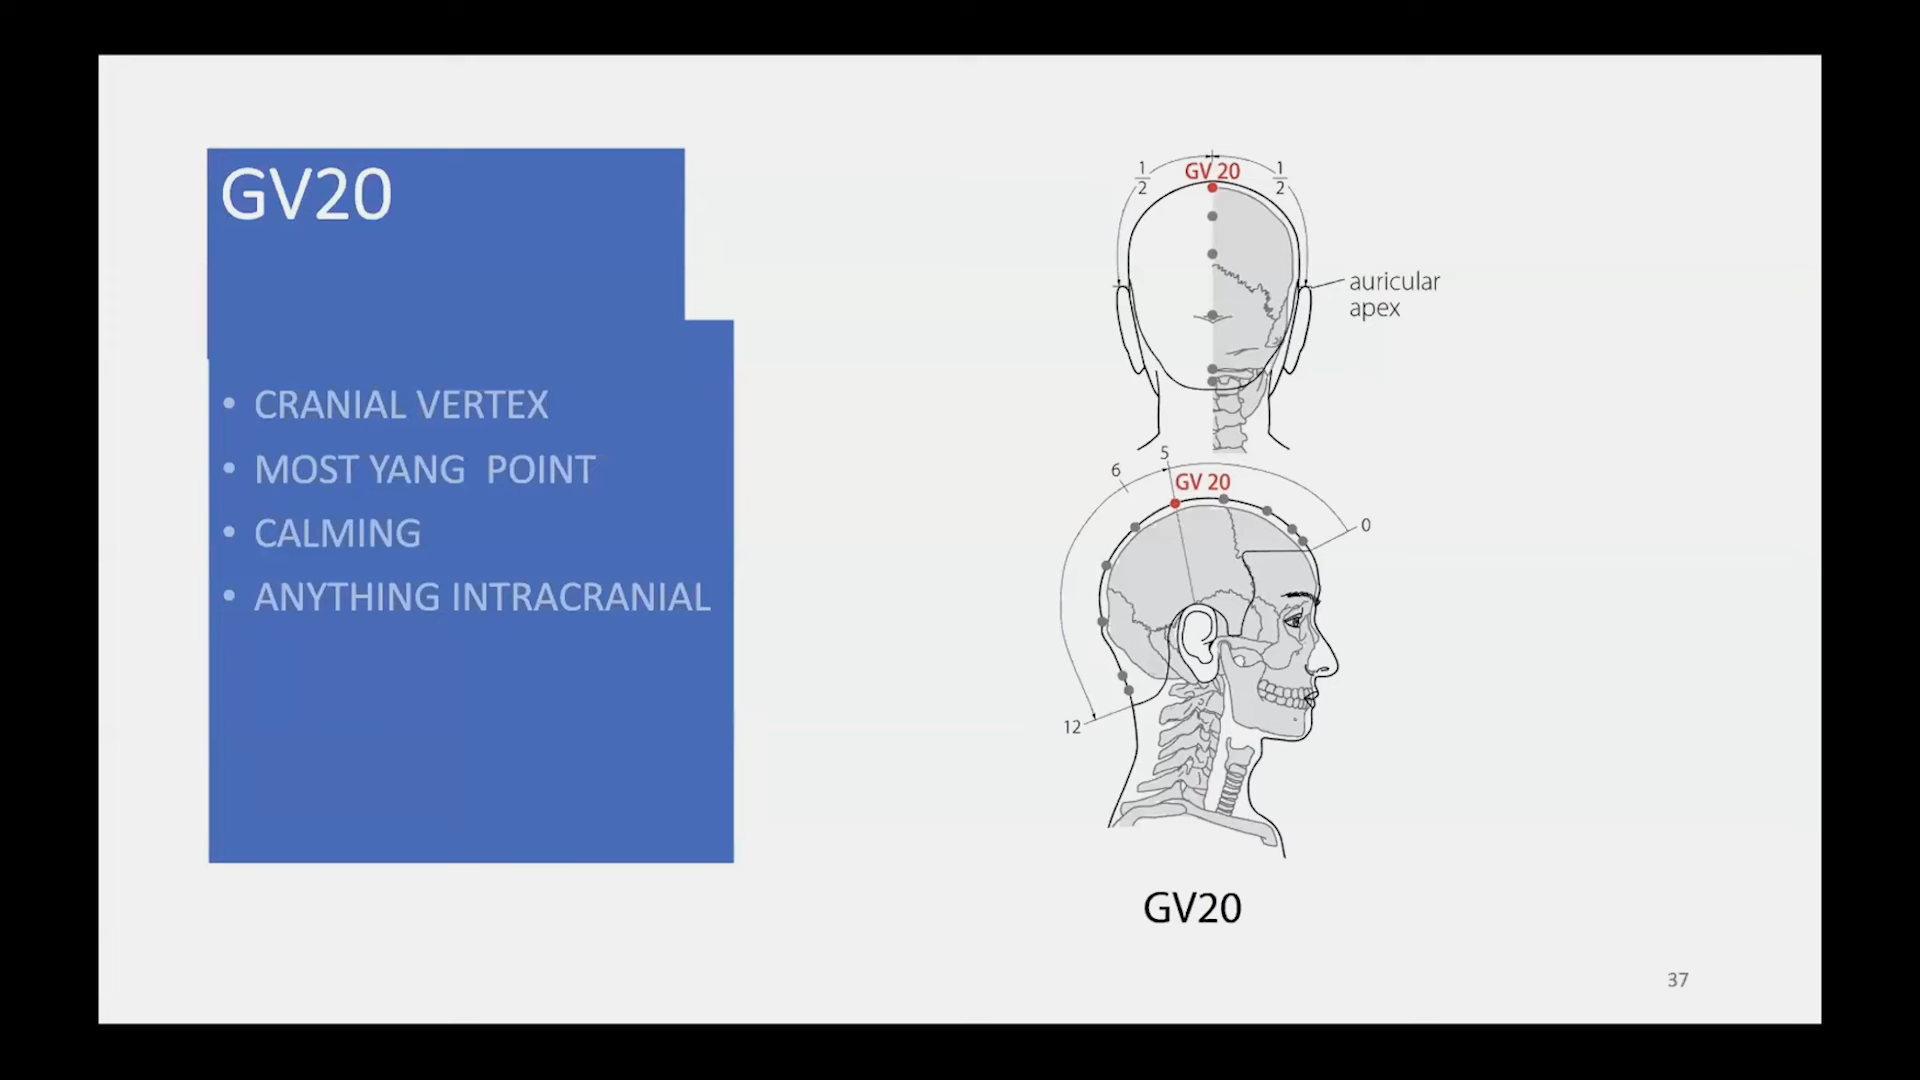 GV20
• CRANIAL VERTEX
• MOST YANG POINT
• CALMING
• ANYTHING INTRACRANIAL
1/2
GV 20
1/2
auricular
apex
5
6
GV 20
0
12
GV20
37